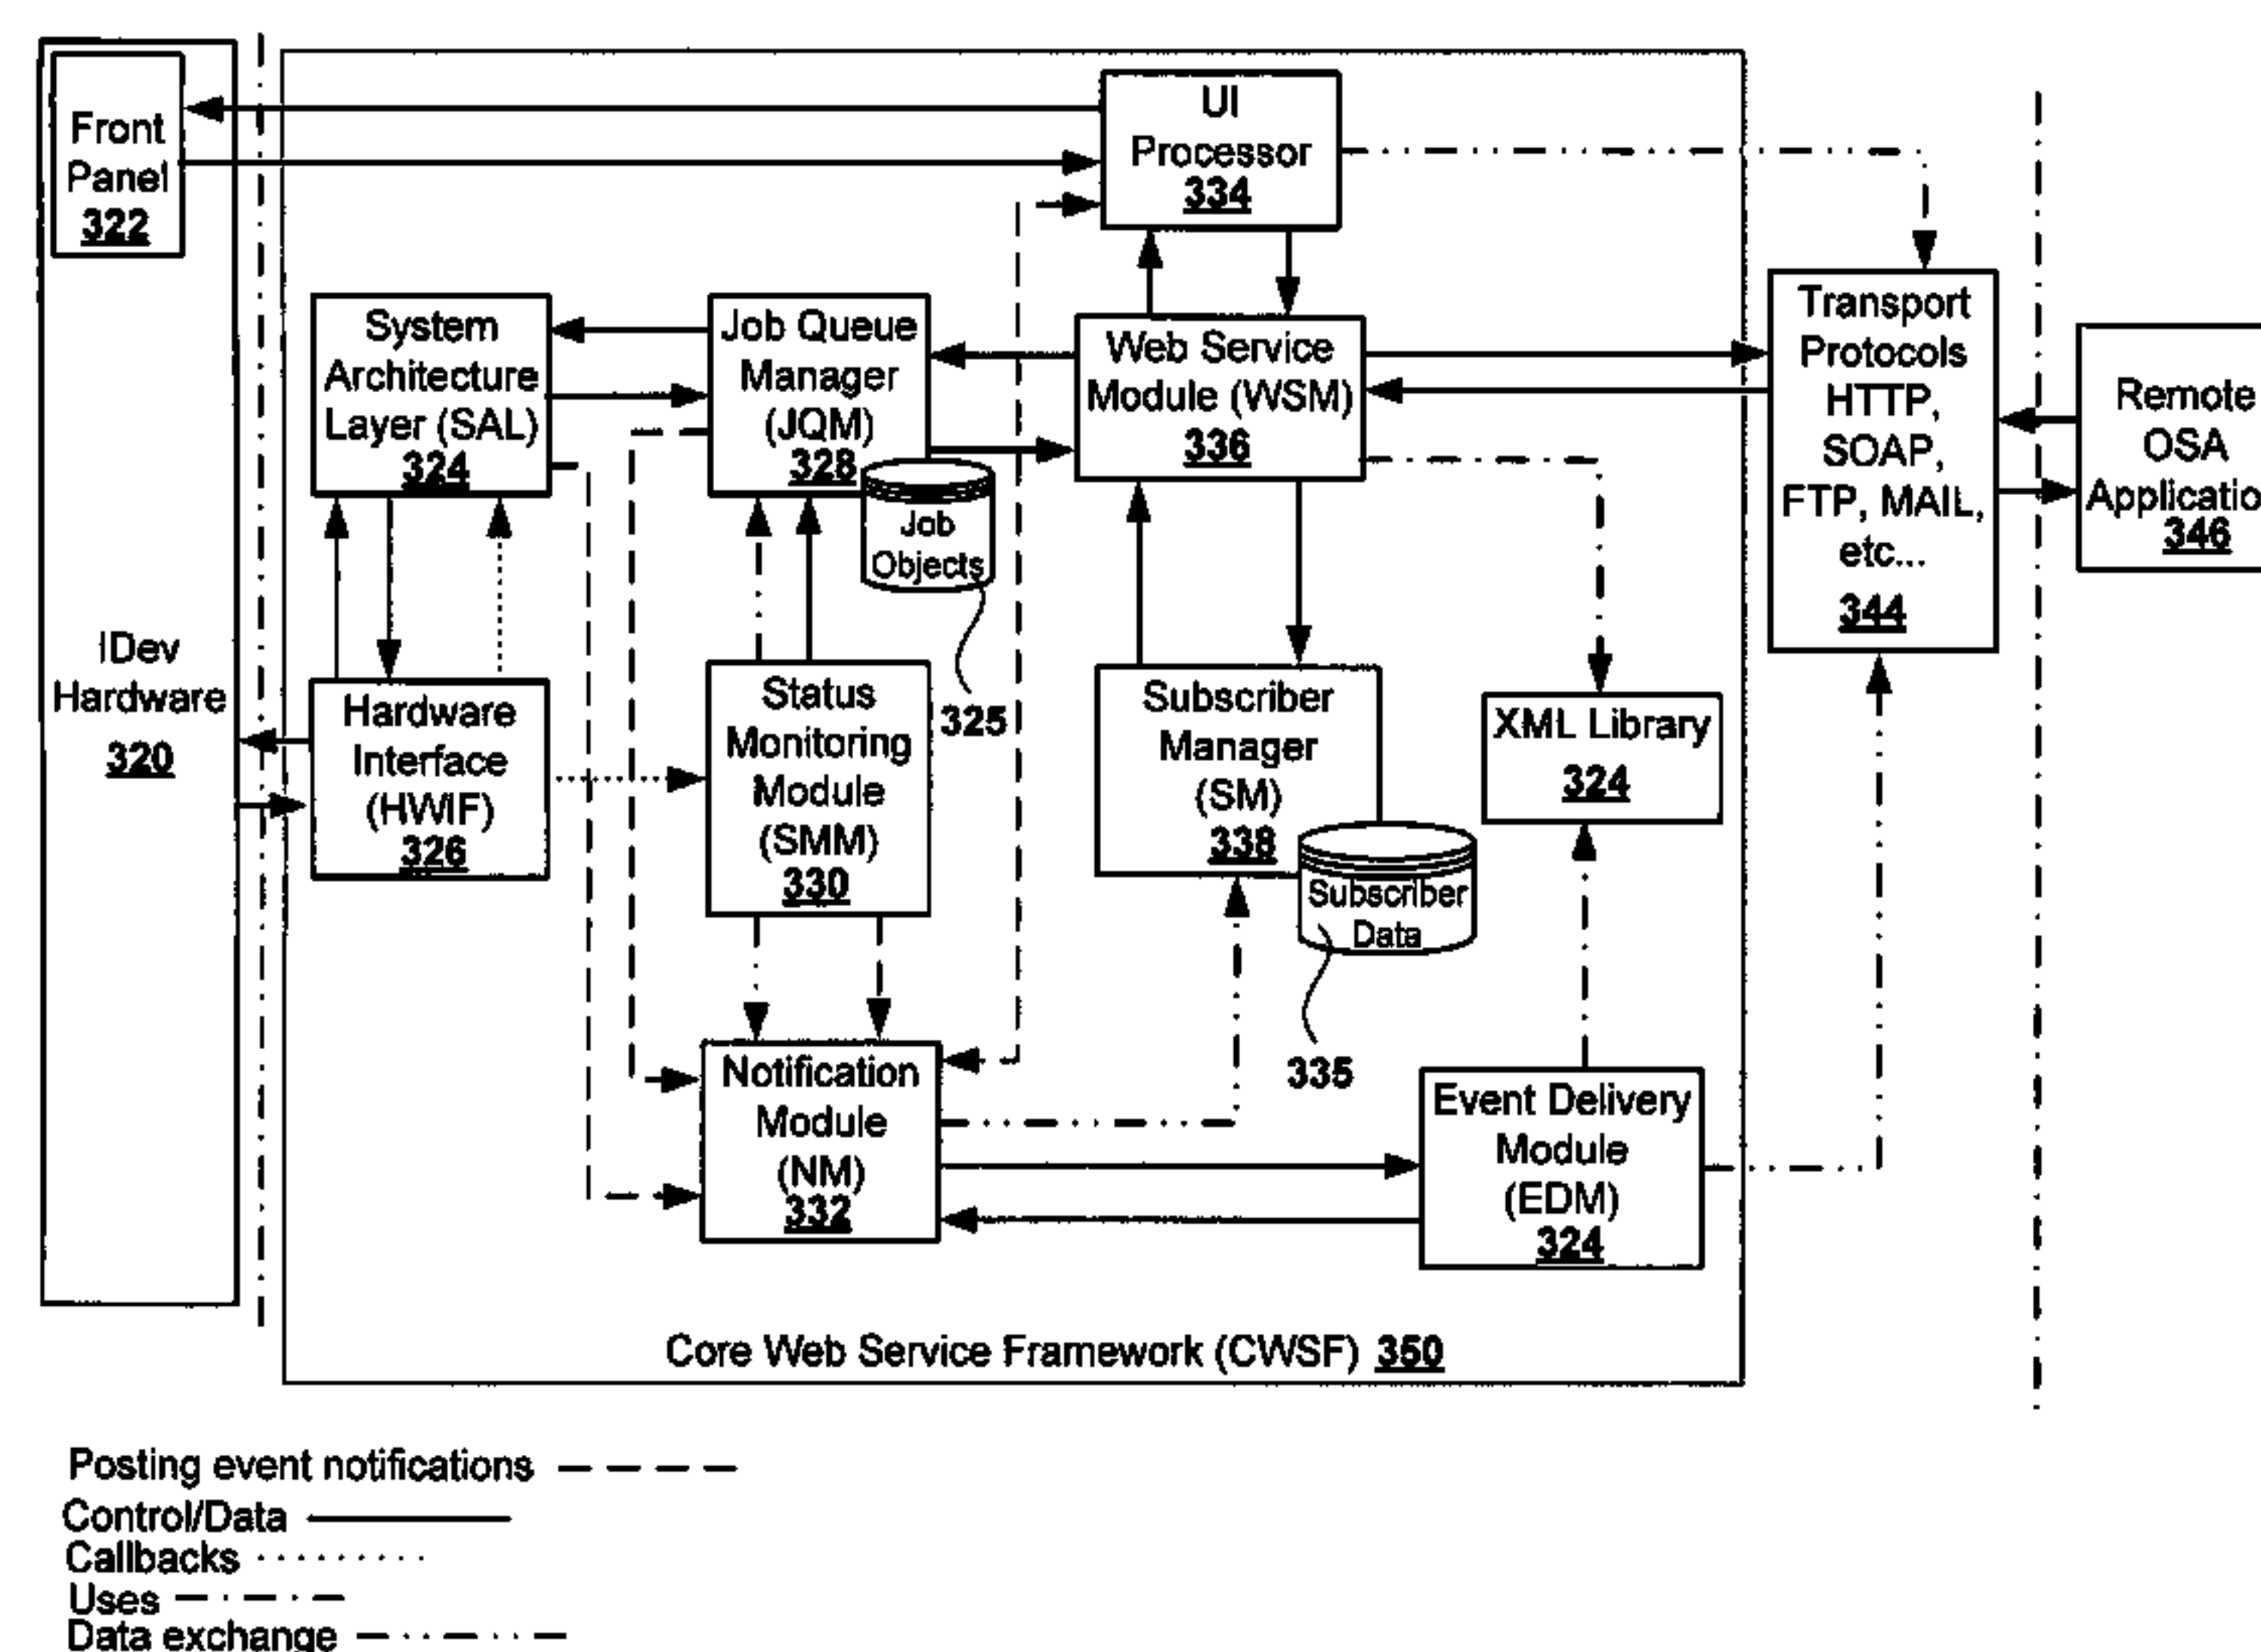 Front
Panel
322
UI
Processor
334
System
Architecture
Layer (SAL)
324
Job Queue
Manager
(JQM)
328
Job
Objects
325
Web Service
Module (WSM)
336
Transport
Protocols
HTTP,
SOAP,
FTP, MAIL,
etc...
344
Remote
OSA
Applicatio
346
IDev
Hardware
320
Hardware
Interface
(HWIF)
326
Status
Monitoring
Module
(SMM)
330
Subscriber
Manager
(SM)
338
Subscriber
Data
335
XML Library
324
Notification
Module
(NM)
332
Event Delivery
Module
(EDM)
324
Core Web Service Framework (CWSF) 350
Posting event notifications
Control/Data
Callbacks
Uses
Data exchange